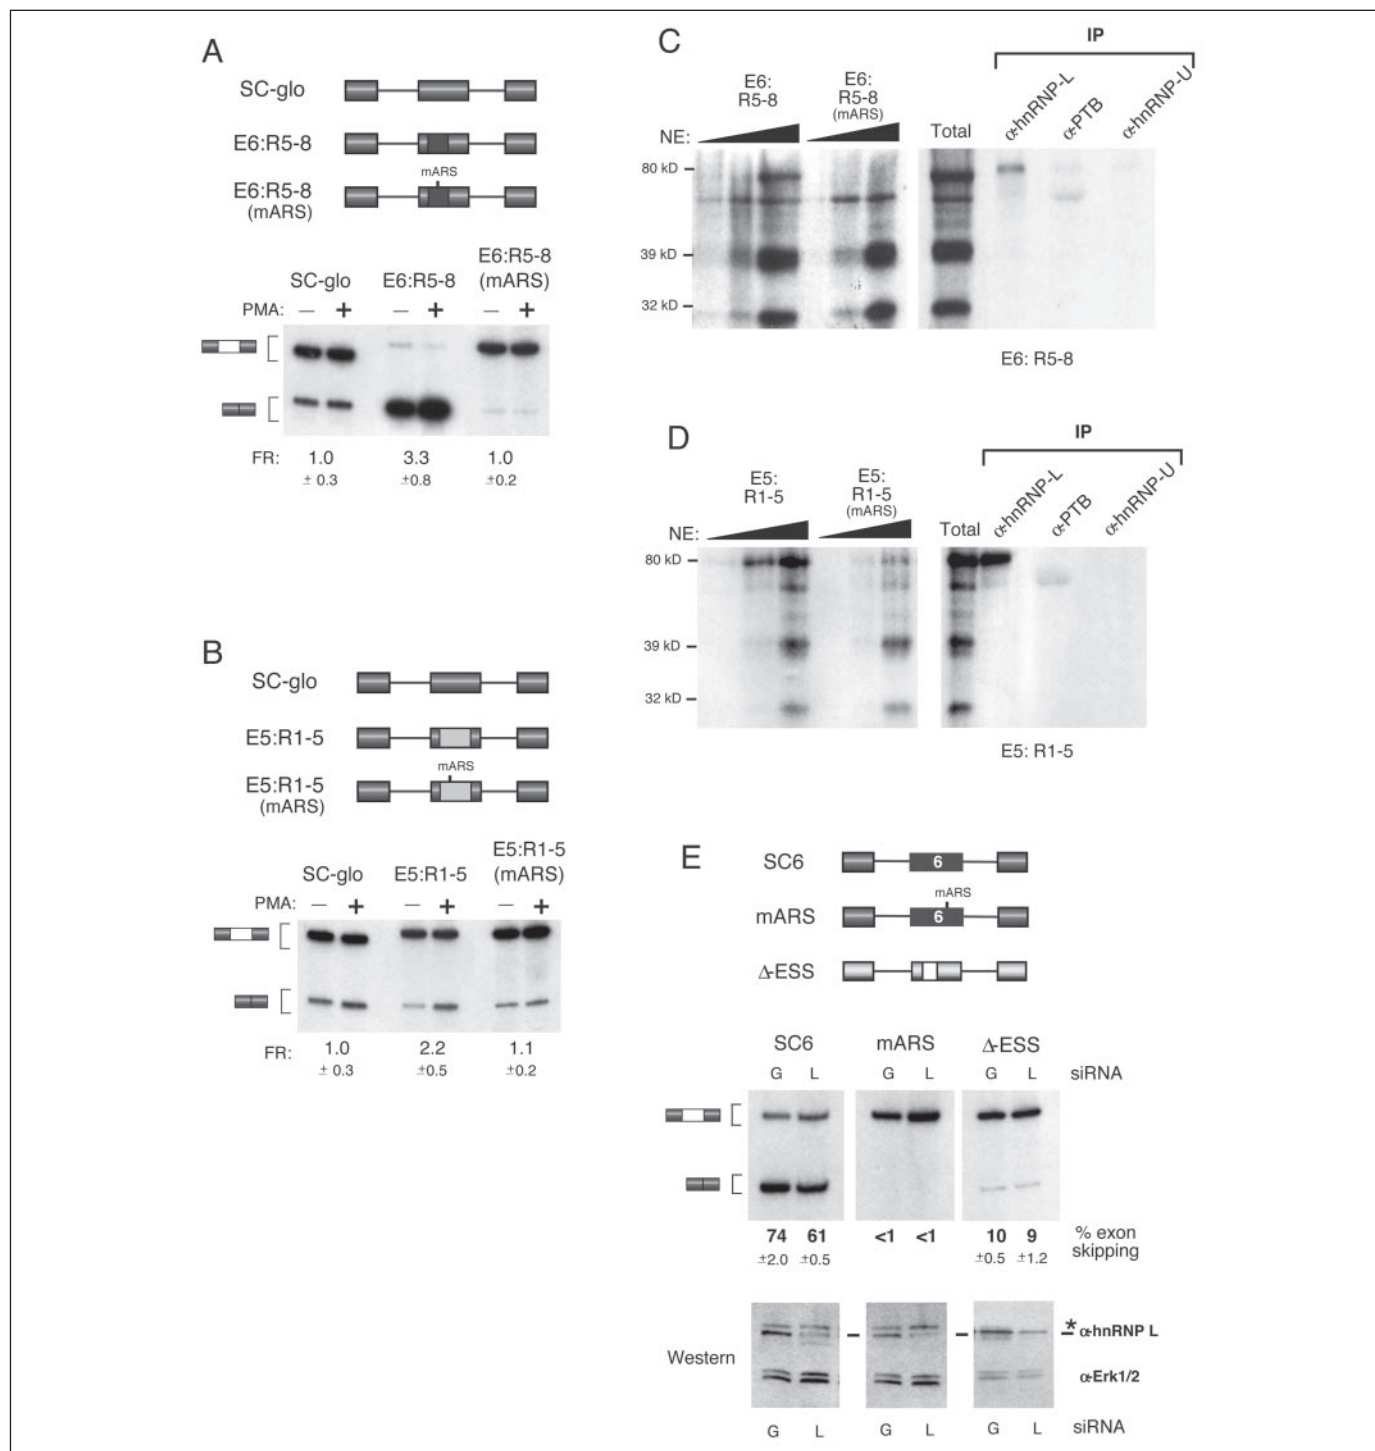 A
SC-glo
E6:R5-8
mARS
E6:R5-8
(mARS)
SC-glo E6:R5-8 E6:R5-8
(mARS)
PMA: – + – + – +
FR: 1.0 3.3 1.0
± 0.3 ±0.8 ±0.2
B
SC-glo
E5:R1-5
mARS
E5:R1-5
(mARS)
SC-glo E5:R1-5 E5:R1-5
(mARS)
PMA: – + – + – +
FR: 1.0 2.2 1.1
± 0.3 ±0.5 ±0.2
C
IP
E6:
R5-8
E6:
R5-8
(mARS)
NE:
Total α-hnRNP-L α-PTB α-hnRNP-U
80 kD
39 kD
32 kD
E6: R5-8
D
IP
E5:
R1-5
E5:
R1-5
(mARS)
NE:
Total α-hnRNP-L α-PTB α-hnRNP-U
80 kD
39 kD
32 kD
E5: R1-5
E
SC6 6
mARS
mARS 6
Δ-ESS
SC6 mARS Δ-ESS
G L G L G L siRNA
74 61 <1 <1 10 9 % exon
skipping
±2.0 ±0.5 ±0.5 ±1.2
Western
* α-hnRNP L
α-Erk1/2
G L G L G L siRNA